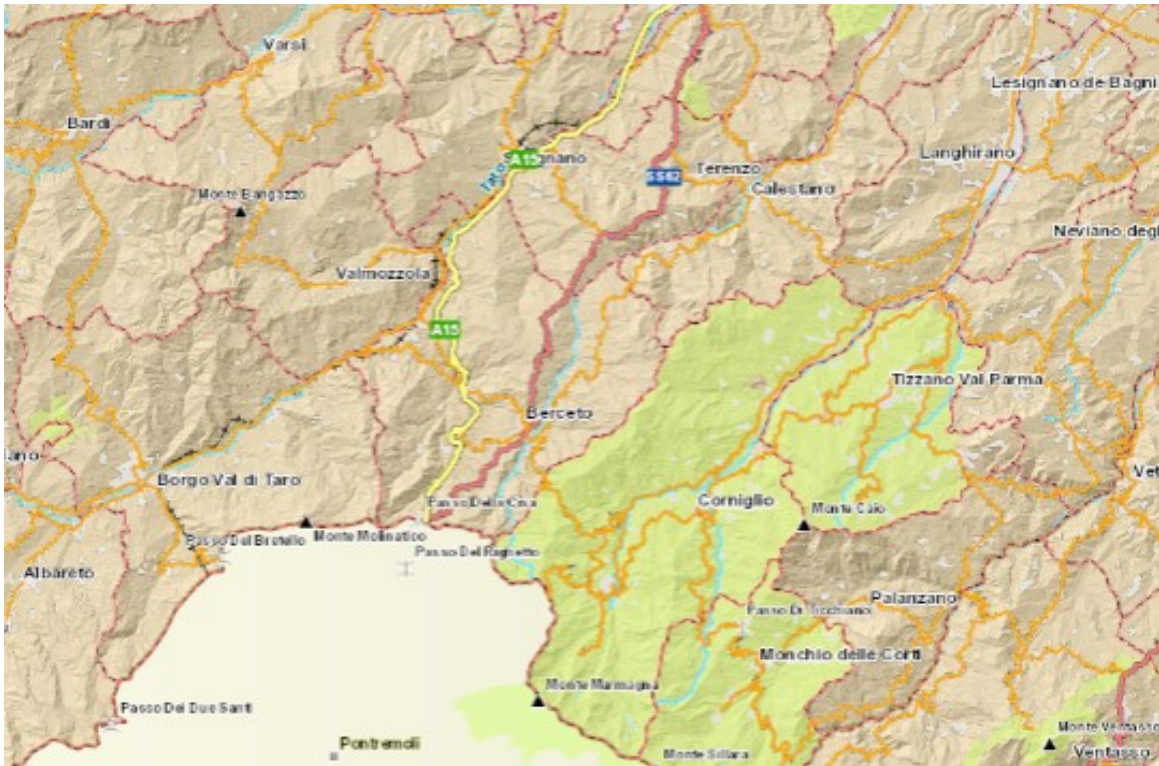 Varsi
Lesignano de Bagni
Bardi
A15
Langhirano
Terenzo
SS62
Calestano
Monte Bangazzo
Neviano degl
Valmozzola
A15
Tizzano Val Parma
Berceto
Borgo Val di Taro
Passo Della Cisa
Corniglio
Monte Caio
Passo Del Brutello
Monte Molinatico
Passo Del Righetto
Albareto
Palanzano
Passo Di Ticchiano
Monchio delle Corti
Monte Marmagna
Passo Dei Due Santi
Monte Ventasso
Pontremoli
Monte Sillara
Ventasso